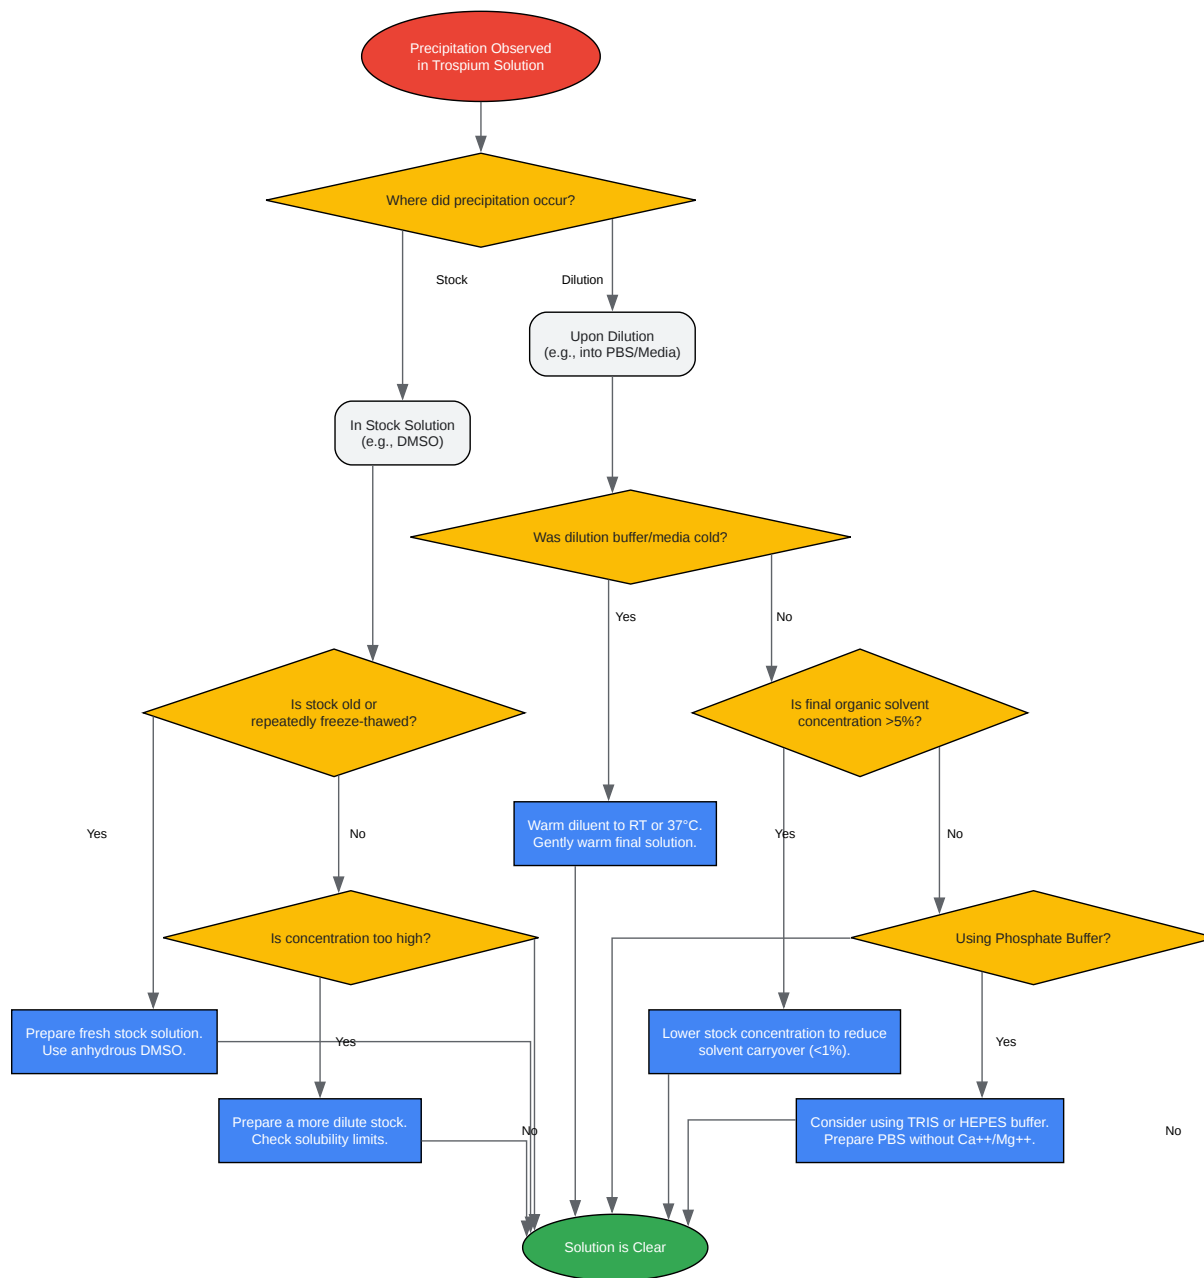 Precipitation Observed
in Trospium Solution
Where did precipitation occur?
Stock
Dilution
Upon Dilution
(e.g., into PBS/Media)
In Stock Solution
(e.g., DMSO)
Was dilution buffer/media cold?
Yes
No
Is stock old or
repeatedly freeze-thawed?
Is final organic solvent
concentration >5%?
Yes
No
Warm diluent to RT or 37°C.
Gently warm final solution.
Yes
No
Is concentration too high?
Using Phosphate Buffer?
Prepare fresh stock solution.
Use anhydrous DMSO.
Yes
Lower stock concentration to reduce
solvent carryover (<1%).
Yes
Prepare a more dilute stock.
Check solubility limits.
No
Consider using TRIS or HEPES buffer.
Prepare PBS without Ca++/Mg++.
No
Solution is Clear